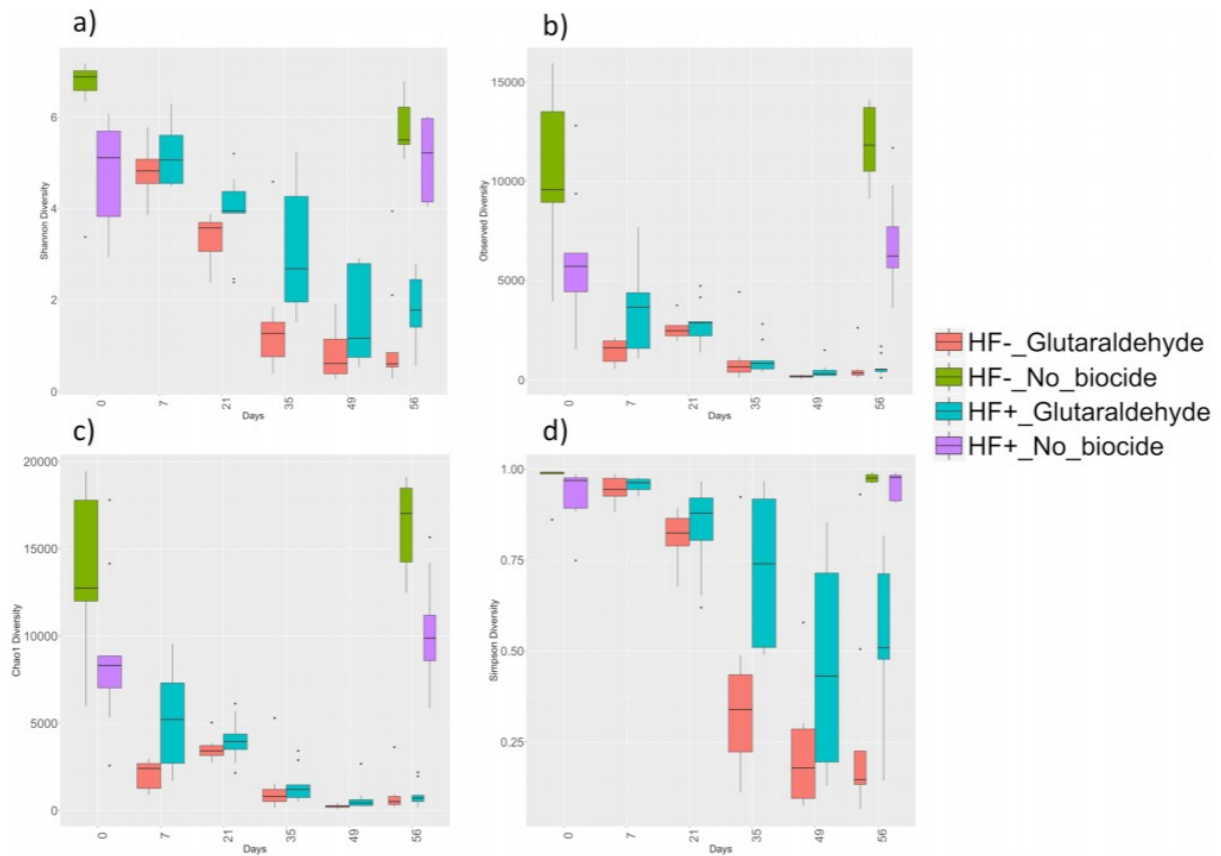 a)
6
4
2
0
Shannon Diversity
0
7
21
35
49
56
Days
b)
15000
10000
5000
0
Observed Diversity
0
7
21
35
49
56
Days
c)
20000
15000
10000
5000
0
Chao1 Diversity
0
7
21
35
49
56
Days
d)
1.00
0.75
0.50
0.25
Simpson Diversity
0
7
21
35
49
56
Days
HF-_Glutaraldehyde
HF-_No_biocide
HF+_Glutaraldehyde
HF+_No_biocide